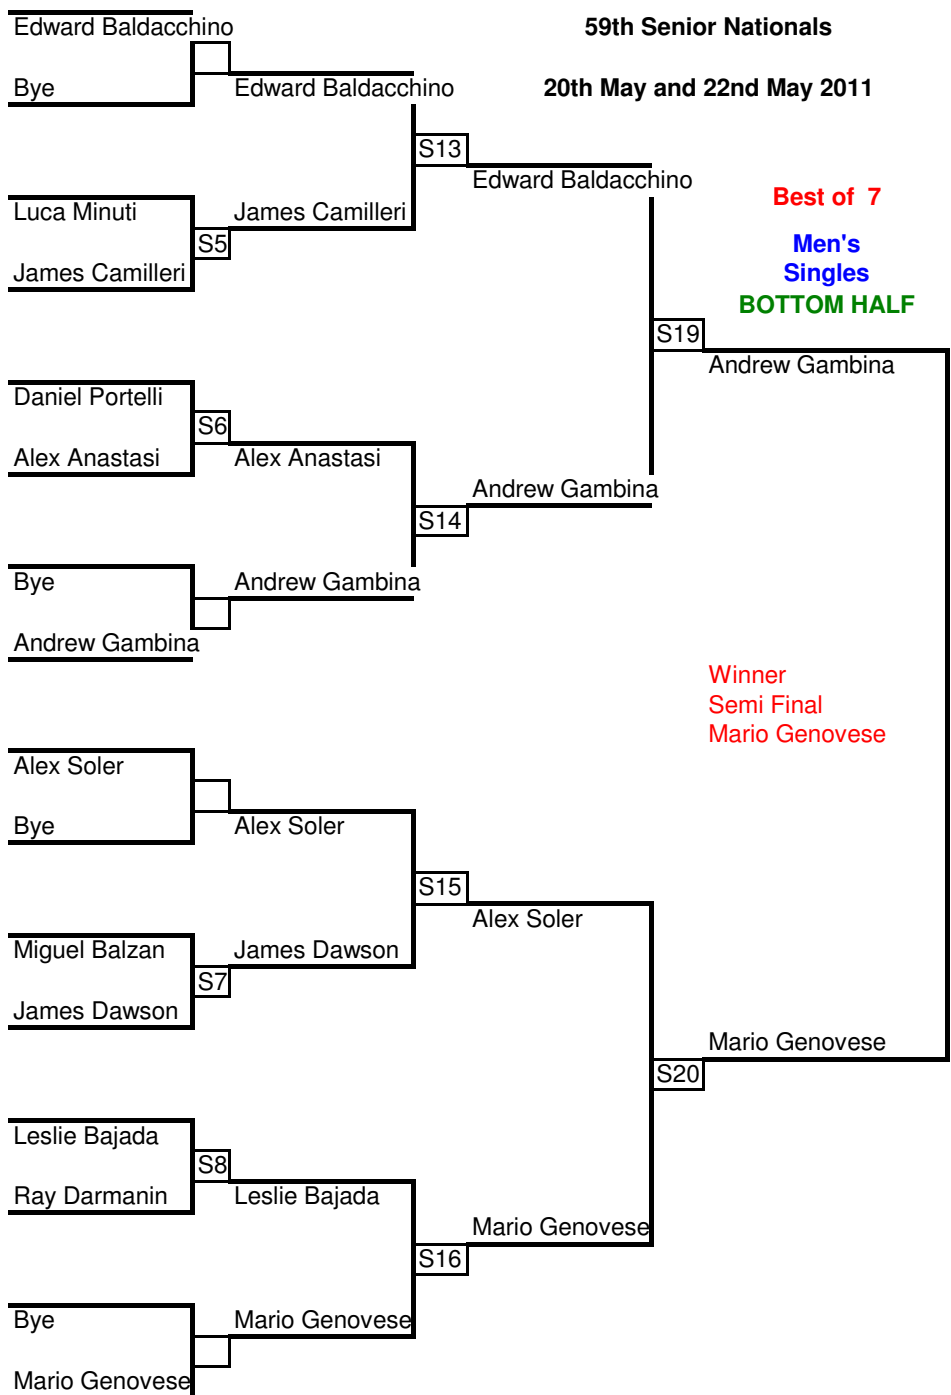 Edward Baldacchino
59th Senior Nationals
Bye
Edward Baldacchino
20th May and 22nd May 2011
S13
Edward Baldacchino
Best of 7
Luca Minuti
James Camilleri
S5
Men's
Singles
James Camilleri
BOTTOM HALF
S19
Andrew Gambina
Daniel Portelli
S6
Alex Anastasi
Alex Anastasi
Andrew Gambina
S14
Bye
Andrew Gambina
Andrew Gambina
Winner
Semi Final
Mario Genovese
Alex Soler
Bye
Alex Soler
S15
Alex Soler
Miguel Balzan
James Dawson
S7
James Dawson
Mario Genovese
S20
Leslie Bajada
S8
Ray Darmanin
Leslie Bajada
Mario Genovese
S16
Bye
Mario Genovese
Mario Genovese